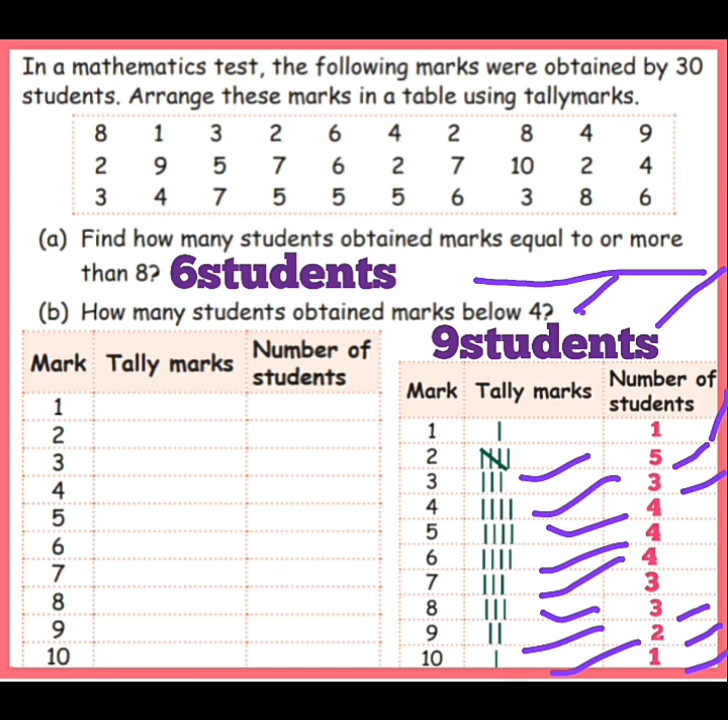 In a mathematics test, the following marks were obtained by 30
students. Arrange these marks in a table using tallymarks.
8 1 3 2 6 4 2 8 4 9
2 9 5 7 6 2 7 10 2 4
3 4 7 5 5 5 6 3 8 6
(a) Find how many students obtained marks equal to or more
than 8? 6students
(b) How many students obtained marks below 4?
9students
Mark Tally marks Number of
students
1
2
3
4
5
6
7
8
9
10
Mark Tally marks Number of
students
1 | 1
2 𝍸 5
3 ||| 3
4 |||| 4
5 |||| 4
6 |||| 4
7 ||| 3
8 ||| 3
9 || 2
10 | 1